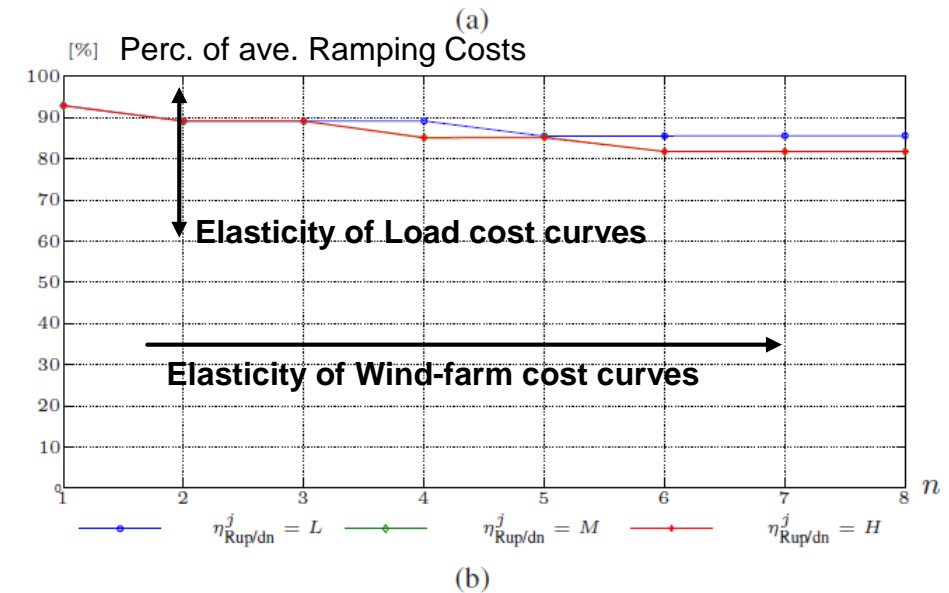 (a)
[%] Perc. of ave. Ramping Costs
100
90
80
70
Elasticity of Load cost curves
60
50
40
30
Elasticity of Wind-farm cost curves
20
10
0
1 2 3 4 5 6 7 8 n
η^j_Rup/dn = L η^j_Rup/dn = M η^j_Rup/dn = H
(b)